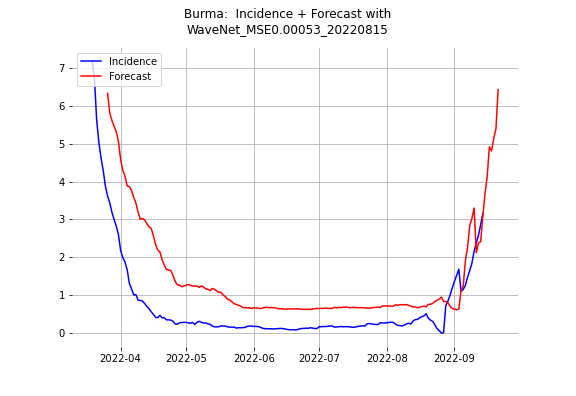 Burma:  Incidence + Forecast with
WaveNet_MSE0.00053_20220815
Incidence
Forecast
7
6
5
4
3
2
1
0
2022-04 2022-05 2022-06 2022-07 2022-08 2022-09